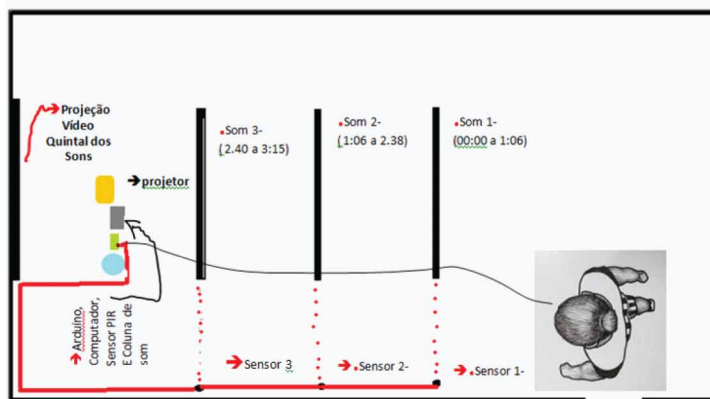 ➔Projeção
Vídeo
Quintal dos
Sons
•Som 3-
(2.40 a 3:15)
•Som 2-
(1:06 a 2.38)
•Som 1-
(00:00 a 1:06)
➔projetor
➔Arduíno,
Computador,
Sensor PIR
E Coluna de
som
➔Sensor 3
➔•Sensor 2-
➔•Sensor 1-